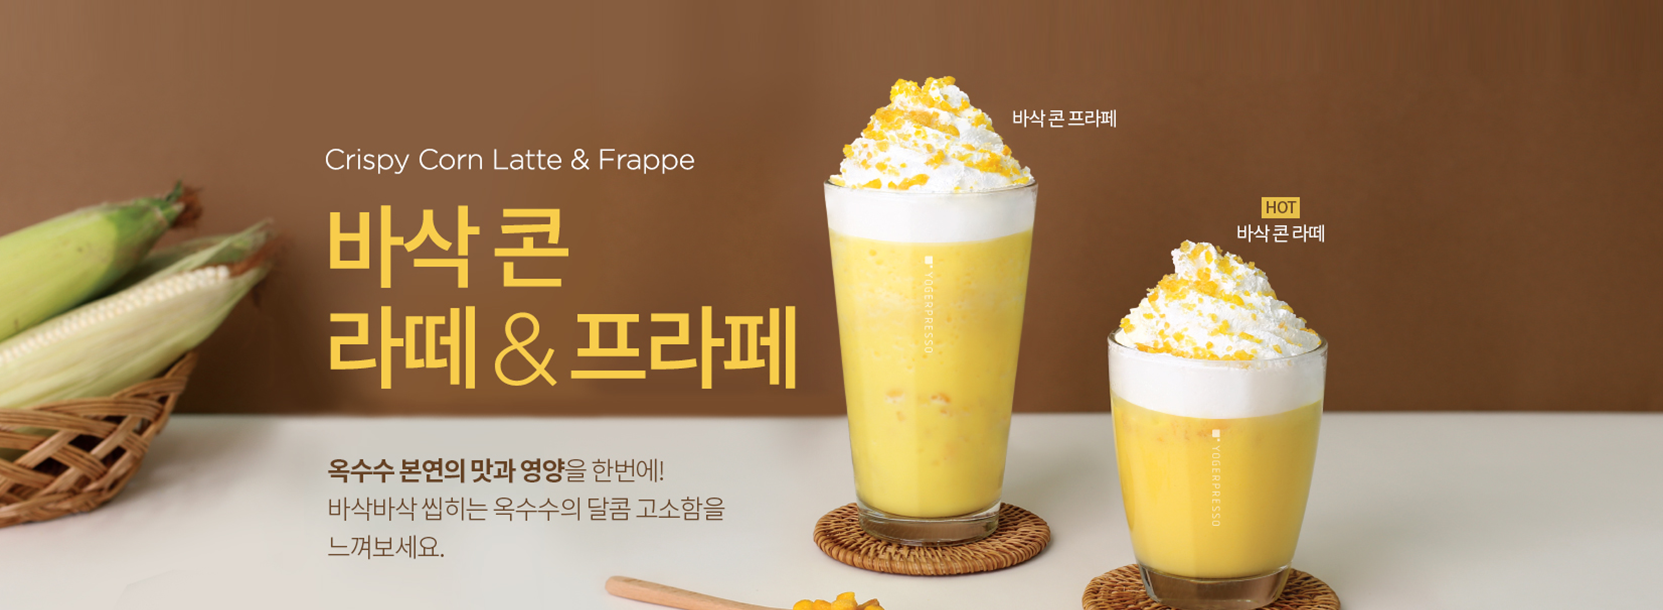 Crispy Corn Latte & Frappe
바삭 콘
라떼 & 프라페
옥수수 본연의 맛과 영양을 한번에!
바삭바삭 씹히는 옥수수의 달콤 고소함을
느껴보세요.
바삭 콘 프라페
YOGERPRESSO
HOT
바삭 콘 라떼
YOGERPRESSO